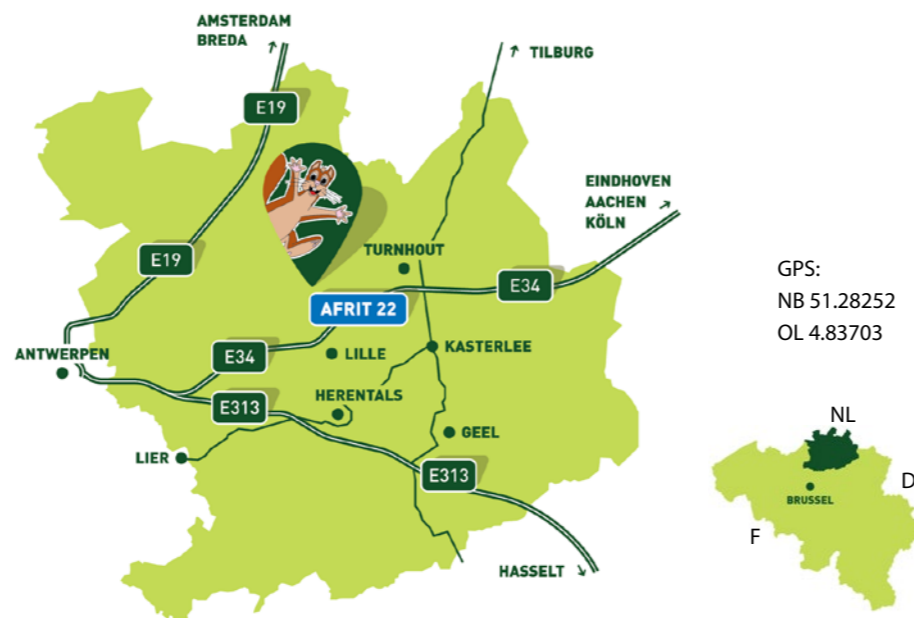 AMSTERDAM
BREDA
TILBURG
E19
EINDHOVEN
AACHEN
KÖLN
TURNHOUT
E19
E34
GPS:
NB 51.28252
OL 4.83703
AFRIT 22
ANTWERPEN
E34
LILLE
KASTERLEE
HERENTALS
E313
GEEL
LIER
E313
HASSELT
NL
D
BRUSSEL
F